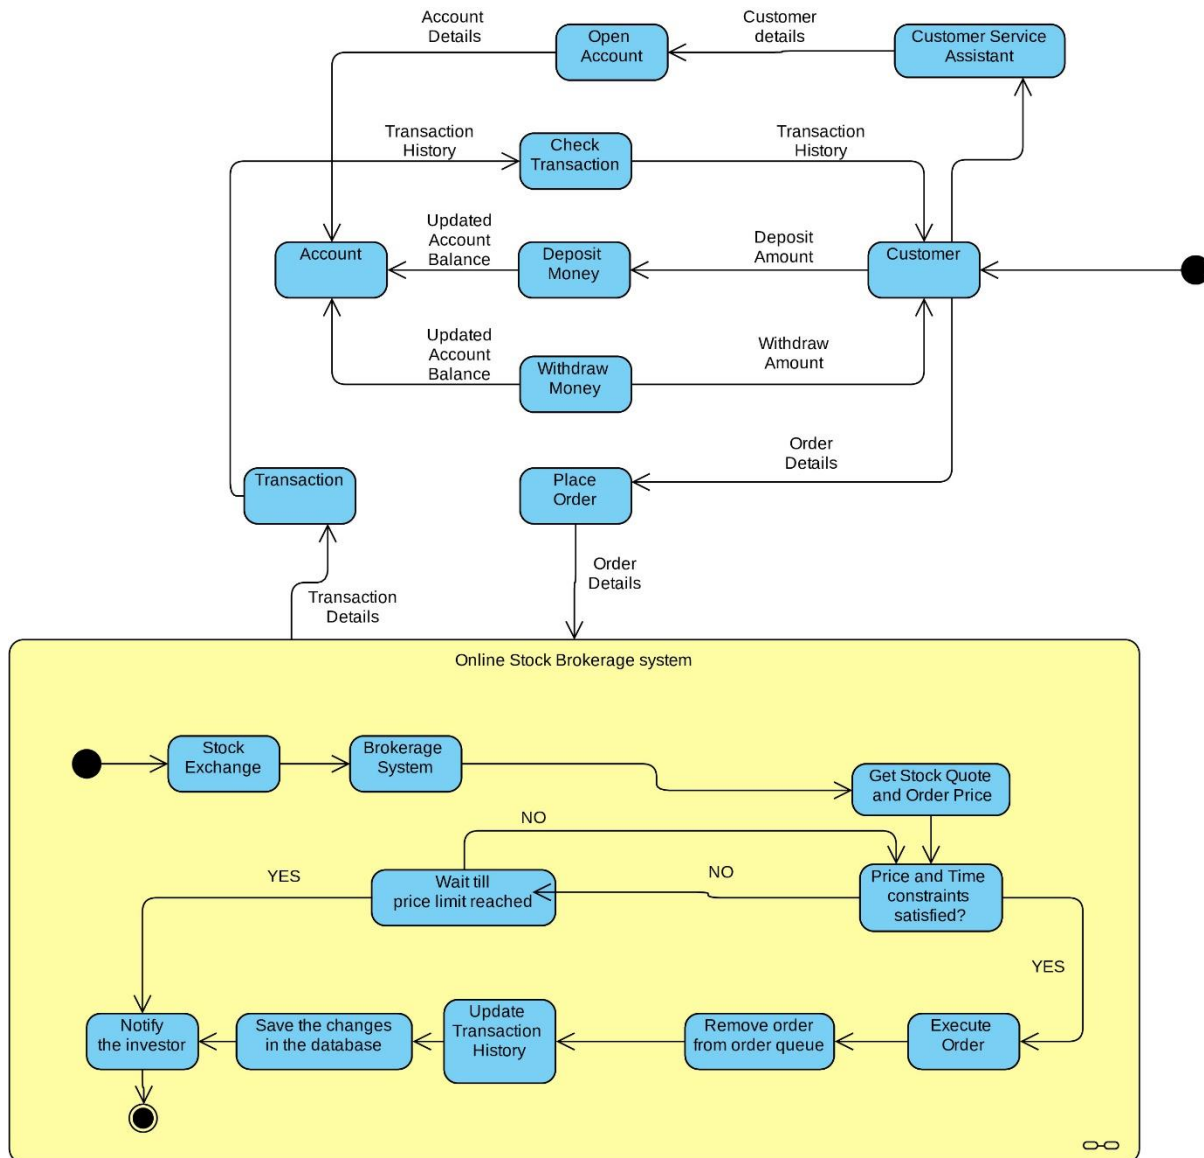 Account
Details
Open
Account
Customer
details
Customer Service
Assistant
Transaction
History
Check
Transaction
Transaction
History
Account
Updated
Account
Balance
Deposit
Money
Deposit
Amount
Customer
Updated
Account
Balance
Withdraw
Money
Withdraw
Amount
Transaction
Place
Order
Order
Details
Transaction
Details
Order
Details
Online Stock Brokerage system
Stock
Exchange
Brokerage
System
Get Stock Quote
and Order Price
NO
YES
Wait till
price limit reached
NO
Price and Time
constraints
satisfied?
YES
Notify
the investor
Save the changes
in the database
Update
Transaction
History
Remove order
from order queue
Execute
Order